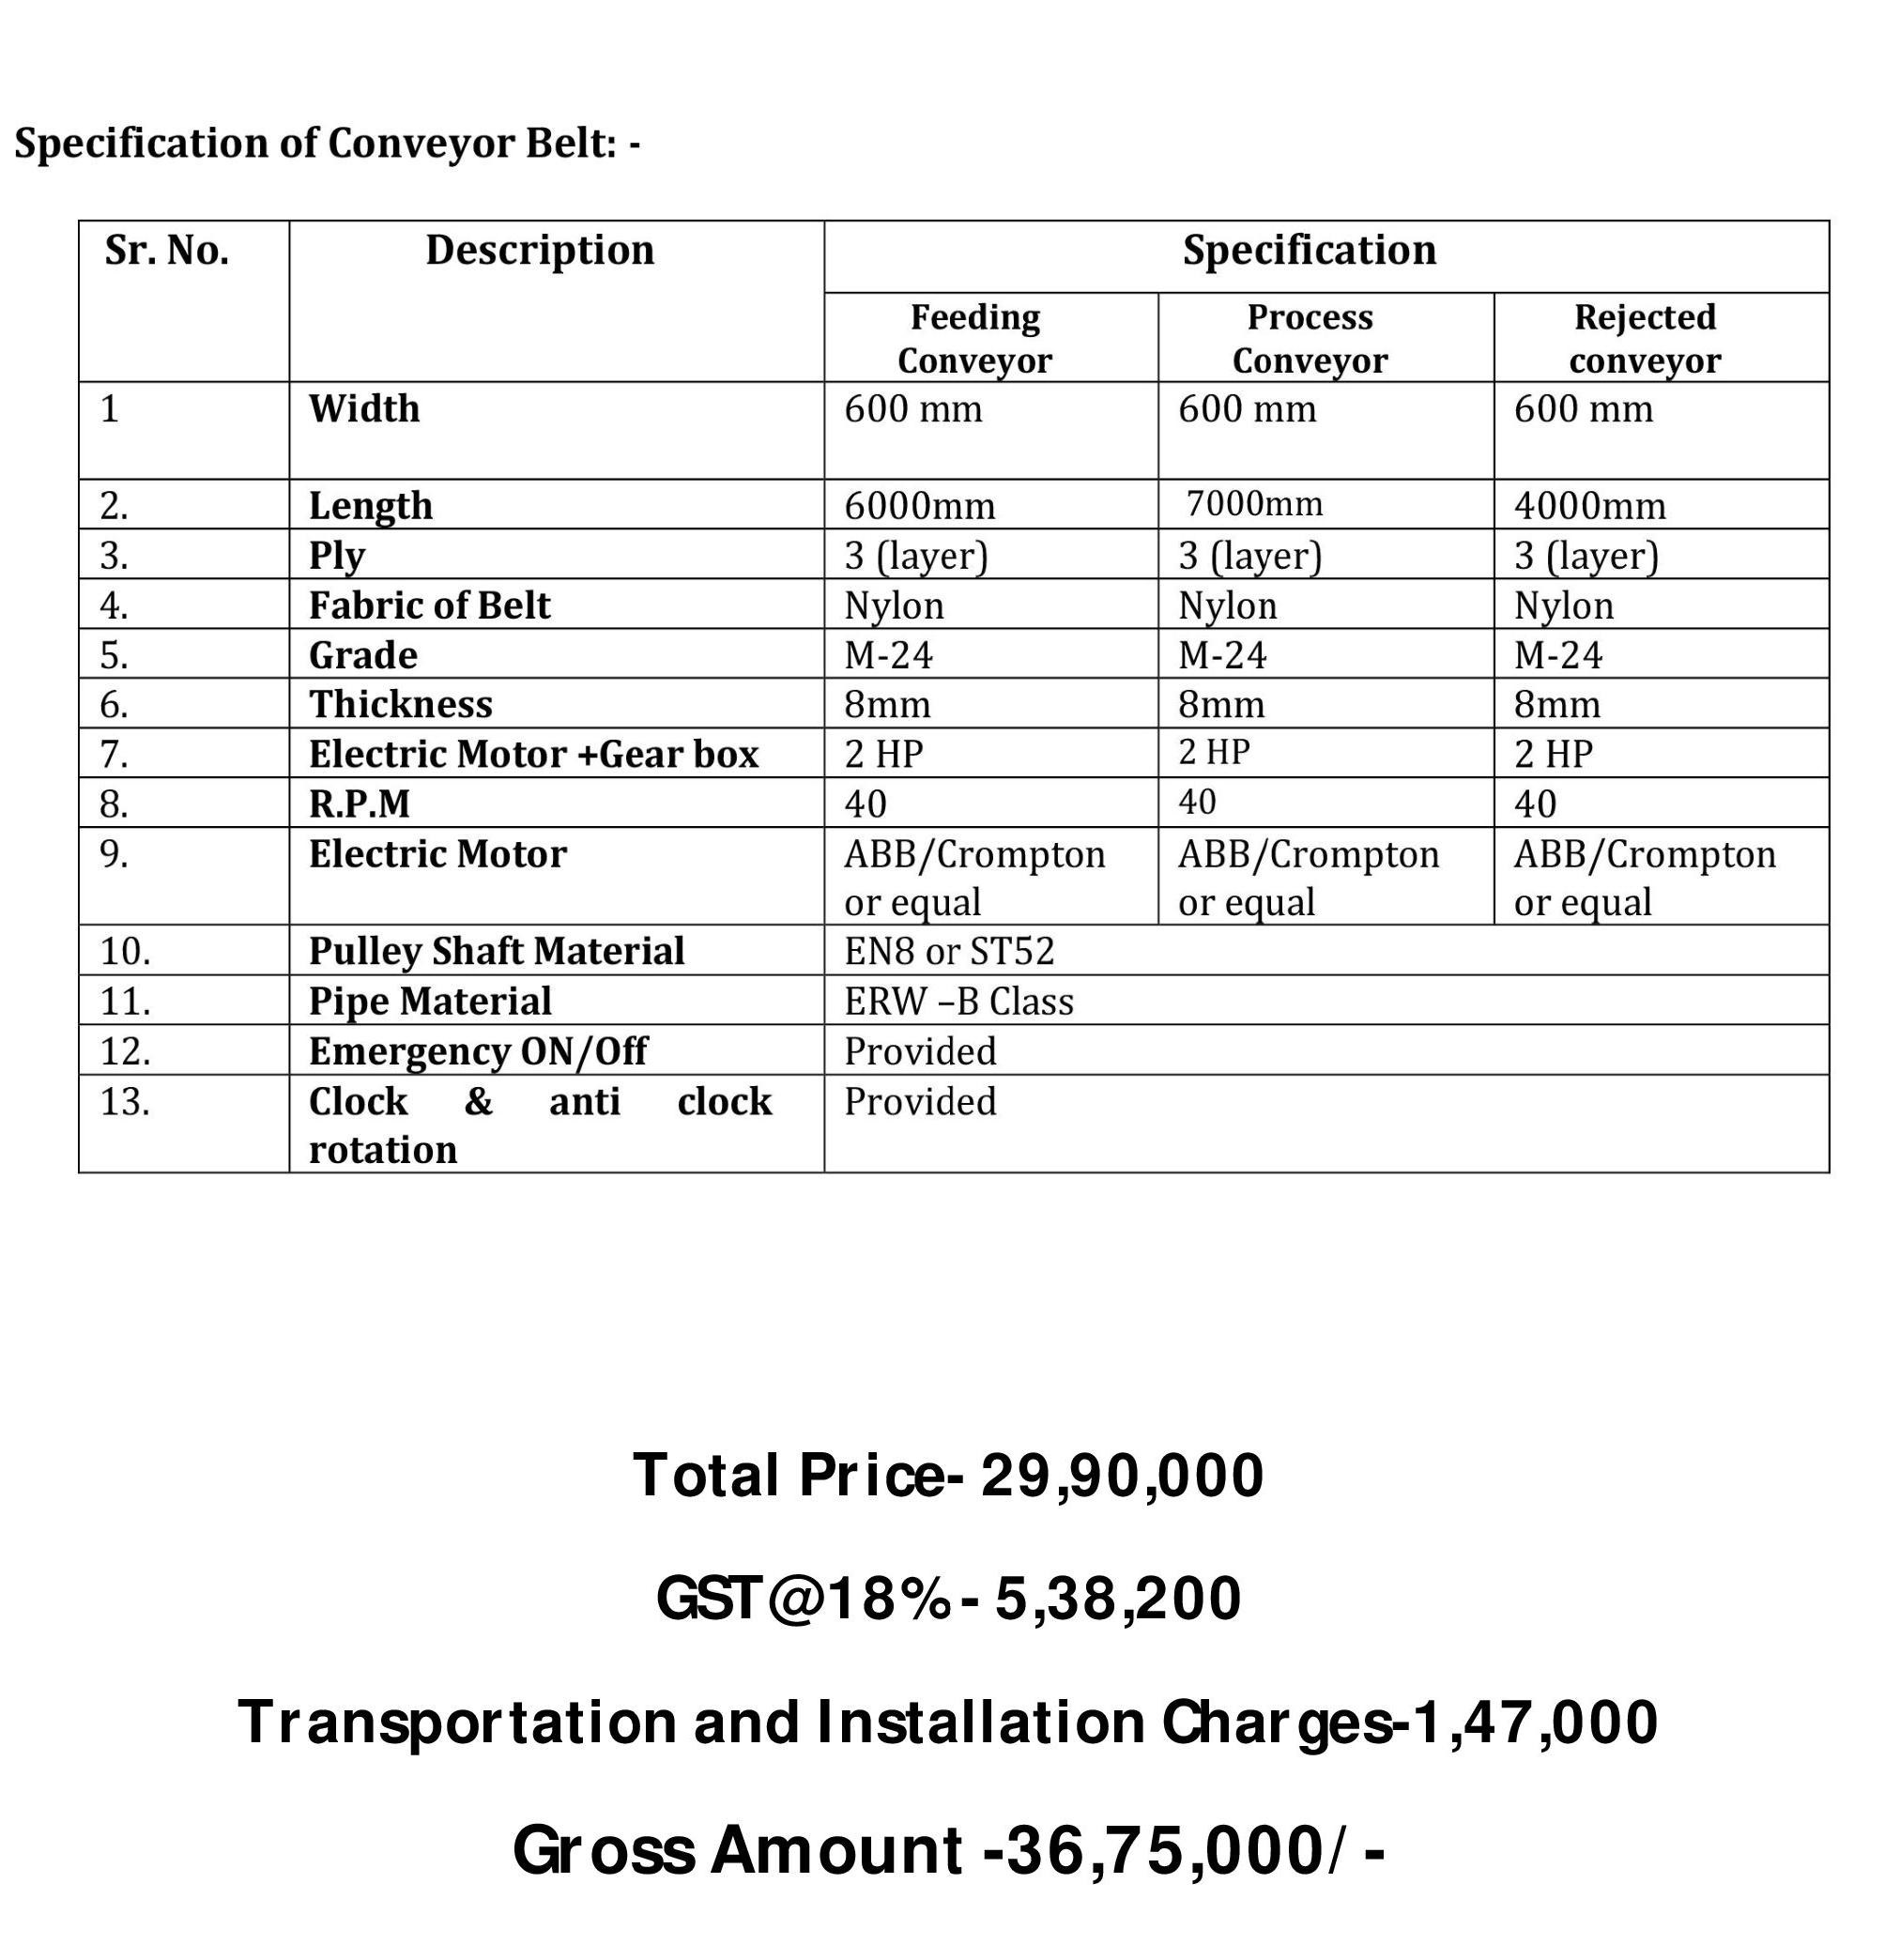 Specification of Conveyor Belt: -
Sr. No. Description Specification
Feeding Conveyor Process Conveyor Rejected conveyor
1 Width 600 mm 600 mm 600 mm
2. Length 6000mm 7000mm 4000mm
3. Ply 3 (layer) 3 (layer) 3 (layer)
4. Fabric of Belt Nylon Nylon Nylon
5. Grade M-24 M-24 M-24
6. Thickness 8mm 8mm 8mm
7. Electric Motor +Gear box 2 HP 2 HP 2 HP
8. R.P.M 40 40 40
9. Electric Motor ABB/Crompton or equal ABB/Crompton or equal ABB/Crompton or equal
10. Pulley Shaft Material EN8 or ST52
11. Pipe Material ERW –B Class
12. Emergency ON/Off Provided
13. Clock & anti clock rotation Provided
Total Price- 29,90,000
GST@18%- 5,38,200
Transportation and Installation Charges-1,47,000
Gross Amount -36,75,000/ -